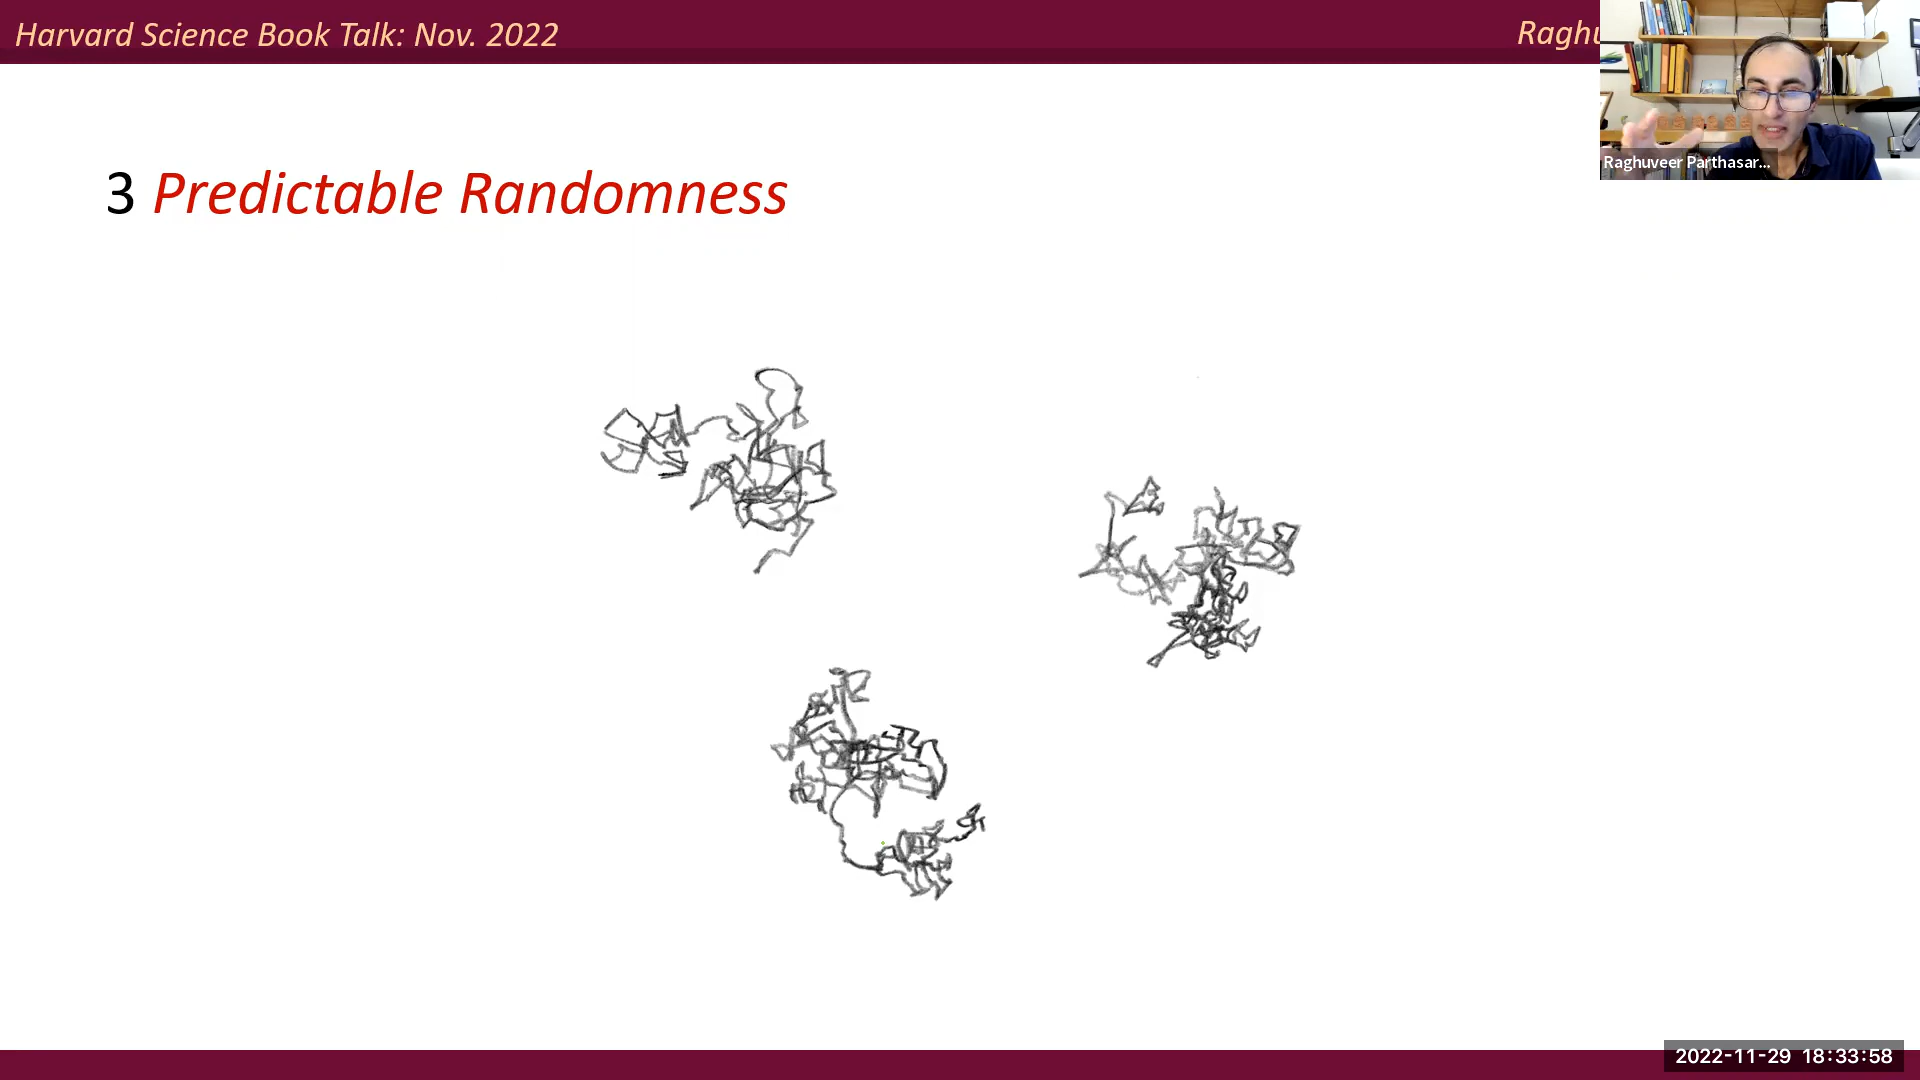 Harvard Science Book Talk: Nov. 2022
Raghu
Raghuveer Parthasar...
3 Predictable Randomness
2022-11-29 18:33:58